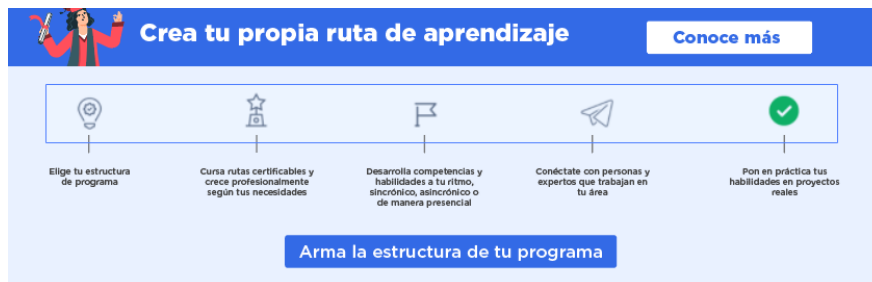 Crea tu propia ruta de aprendizaje
Conoce más
Elige tu estructura
de programa
Cursa rutas certificables y
crece profesionalmente
según tus necesidades
Desarrolla competencias y
habilidades a tu ritmo,
sincrónico, asincrónico o
de manera presencial
Conéctate con personas y
expertos que trabajan en
tu área
Pon en práctica tus
habilidades en proyectos
reales
Arma la estructura de tu programa